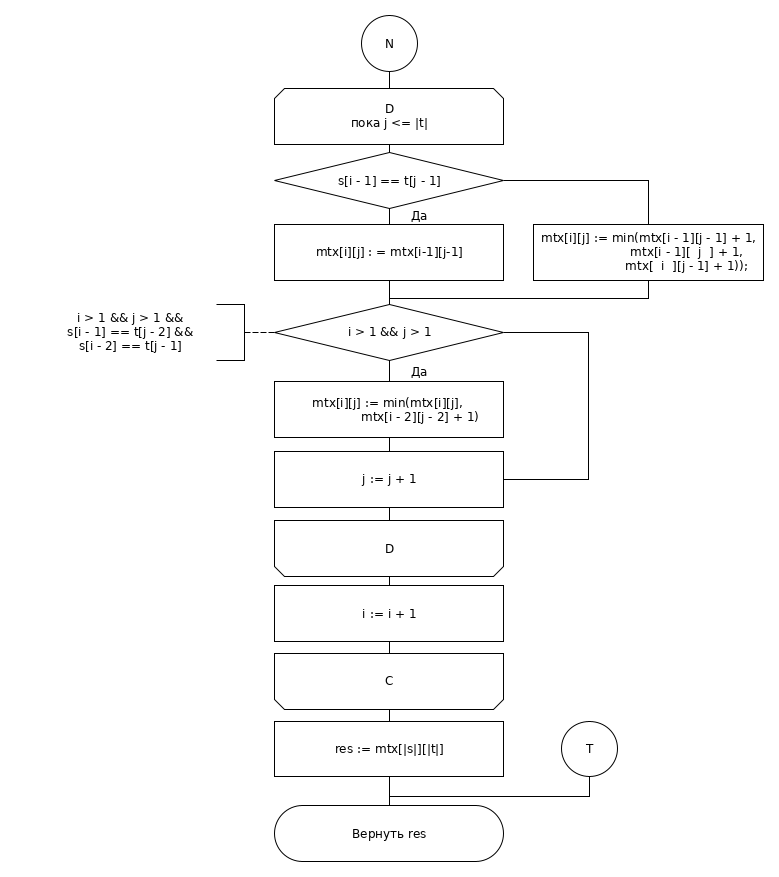 N
D
пока j <= |t|
s[i - 1] == t[j - 1]
Да
mtx[i][j] : = mtx[i-1][j-1]
mtx[i][j] := min(mtx[i - 1][j - 1] + 1,
mtx[i - 1][  j  ] + 1,
mtx[  i  ][j - 1] + 1));
i > 1 && j > 1 &&
s[i - 1] == t[j - 2] &&
s[i - 2] == t[j - 1]
i > 1 && j > 1
Да
mtx[i][j] := min(mtx[i][j],
mtx[i - 2][j - 2] + 1)
j := j + 1
D
i := i + 1
C
res := mtx[|s|][|t|]
T
Вернуть res